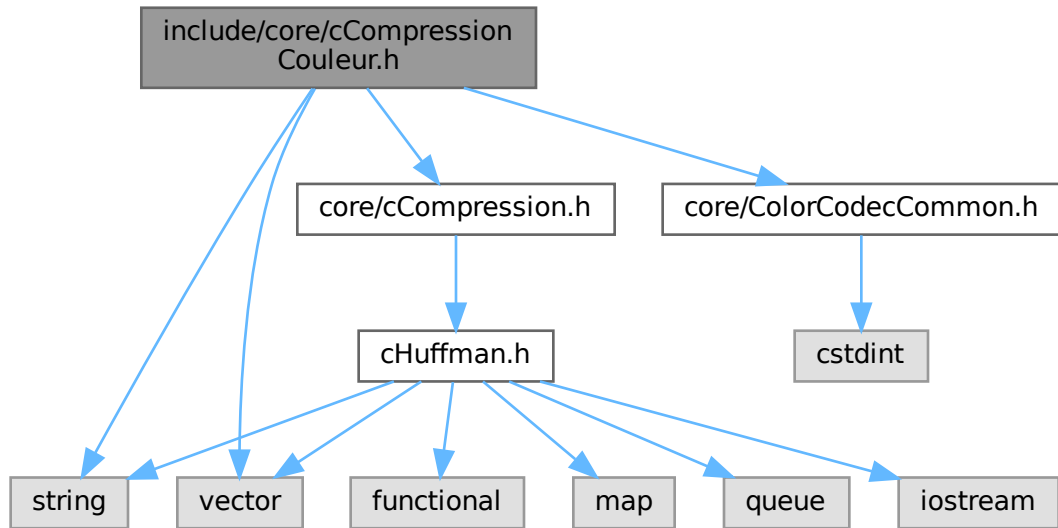 include/core/cCompression
Couleur.h
core/cCompression.h
core/ColorCodecCommon.h
cHuffman.h
cstdint
string
vector
functional
map
queue
iostream